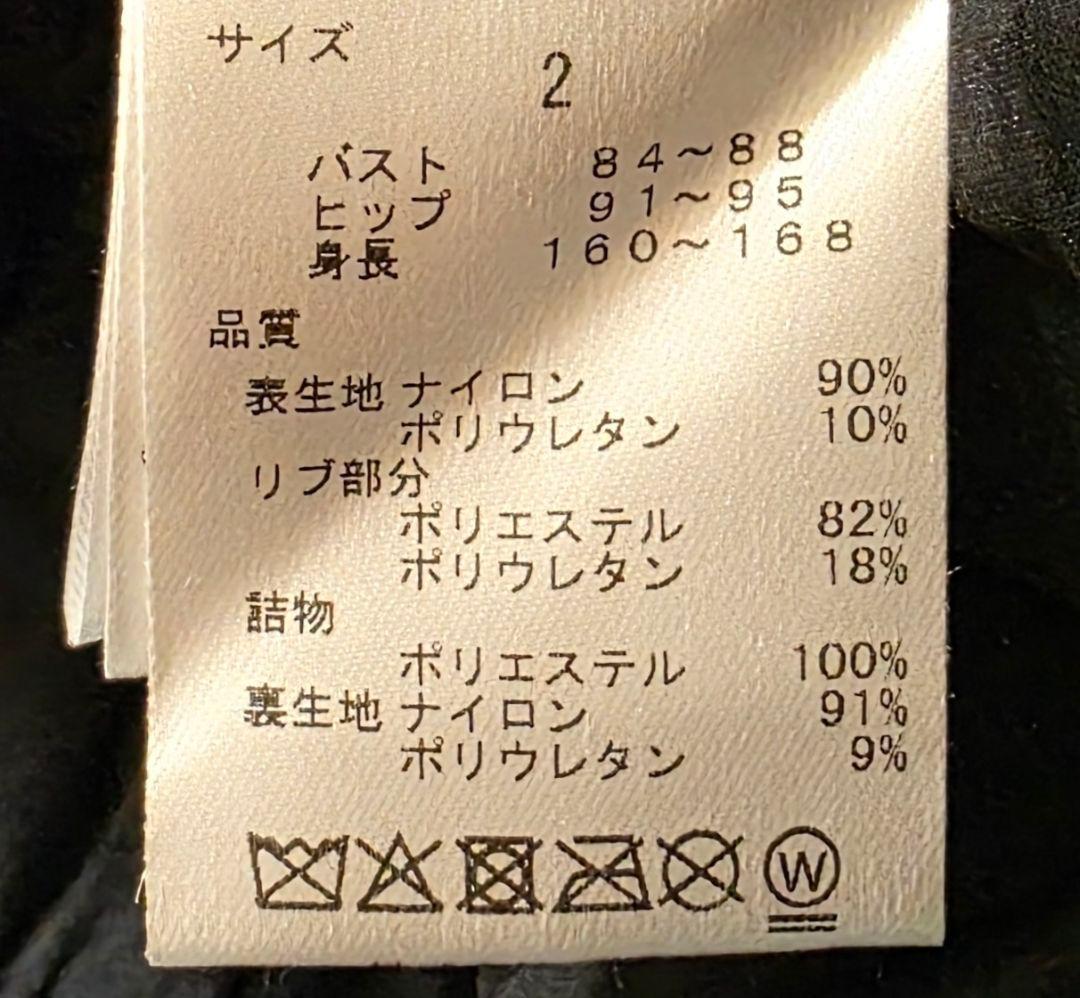 サイズ
2
バスト 84～88
ヒップ 91～95
身長 160～168
品質
表生地 ナイロン 90%
ポリウレタン 10%
リブ部分
ポリエステル 82%
ポリウレタン 18%
詰物
ポリエステル 100%
裏生地 ナイロン 91%
ポリウレタン 9%
W